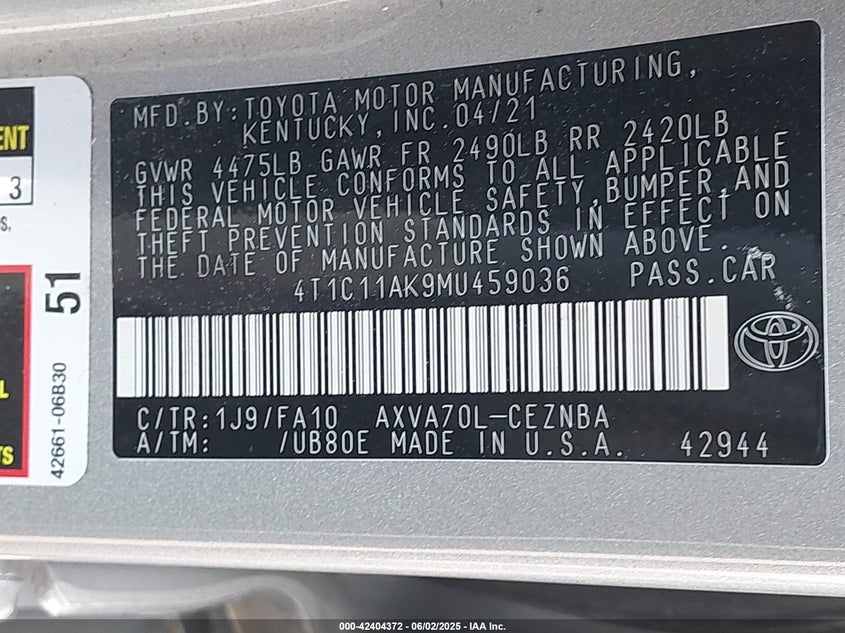 MFD.BY:TOYOTA MOTOR MANUFACTURING,
KENTUCKY,INC.04/21
GVWR 4475LB GAWR FR 2490LB RR 2420LB
THIS VEHICLE CONFORMS TO ALL APPLICABLE
FEDERAL MOTOR VEHICLE SAFETY,BUMPER,AND
THEFT PREVENTION STANDARDS IN EFFECT ON
THE DATE OF MANUFACTURE SHOWN ABOVE.
4T1C11AK9MU459036 PASS.CAR
C/TR:1J9/FA10 AXVA70L-CEZNBA
A/TM: /UB80E MADE IN U.S.A. 42944
3
51
42661-06B30
000-42404372 | 06/02/2025 | IAA Inc.